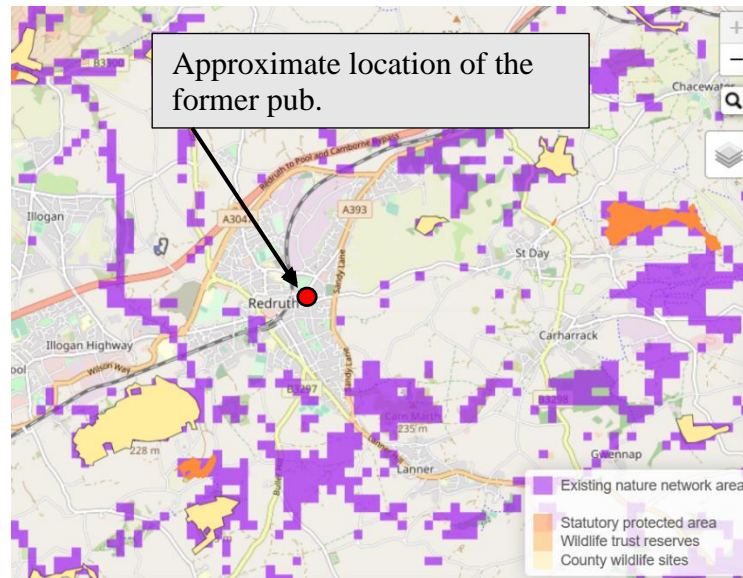 B3300
Approximate location of the
former pub.
Chacewater
Redruth to Pool and Camborne Bypass
Illogan
A3047
A393
Sandy Lane
St Day
Redruth
Illogan Highway
Carharrack
Wilson Way
Sandy Lane
B3297
B3298
Carn Marth
235 m
228 m
Lanner
Gwennap
Existing nature network area
Statutory protected area
Wildlife trust reserves
County wildlife sites